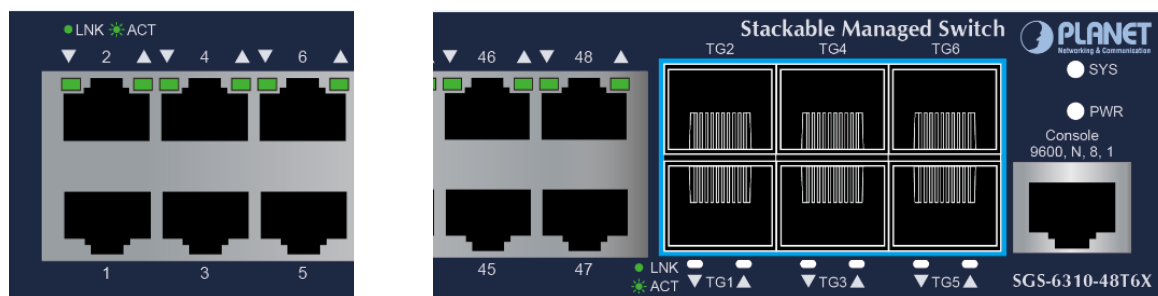 LNK ACT
2 4 6
1 3 5
Stackable Managed Switch
PLANET
Networking & Communication
46 48 TG2 TG4 TG6
SYS
PWR
Console
9600, N, 8, 1
45 47
LNK
ACT
TG1 TG3 TG5
SGS-6310-48T6X